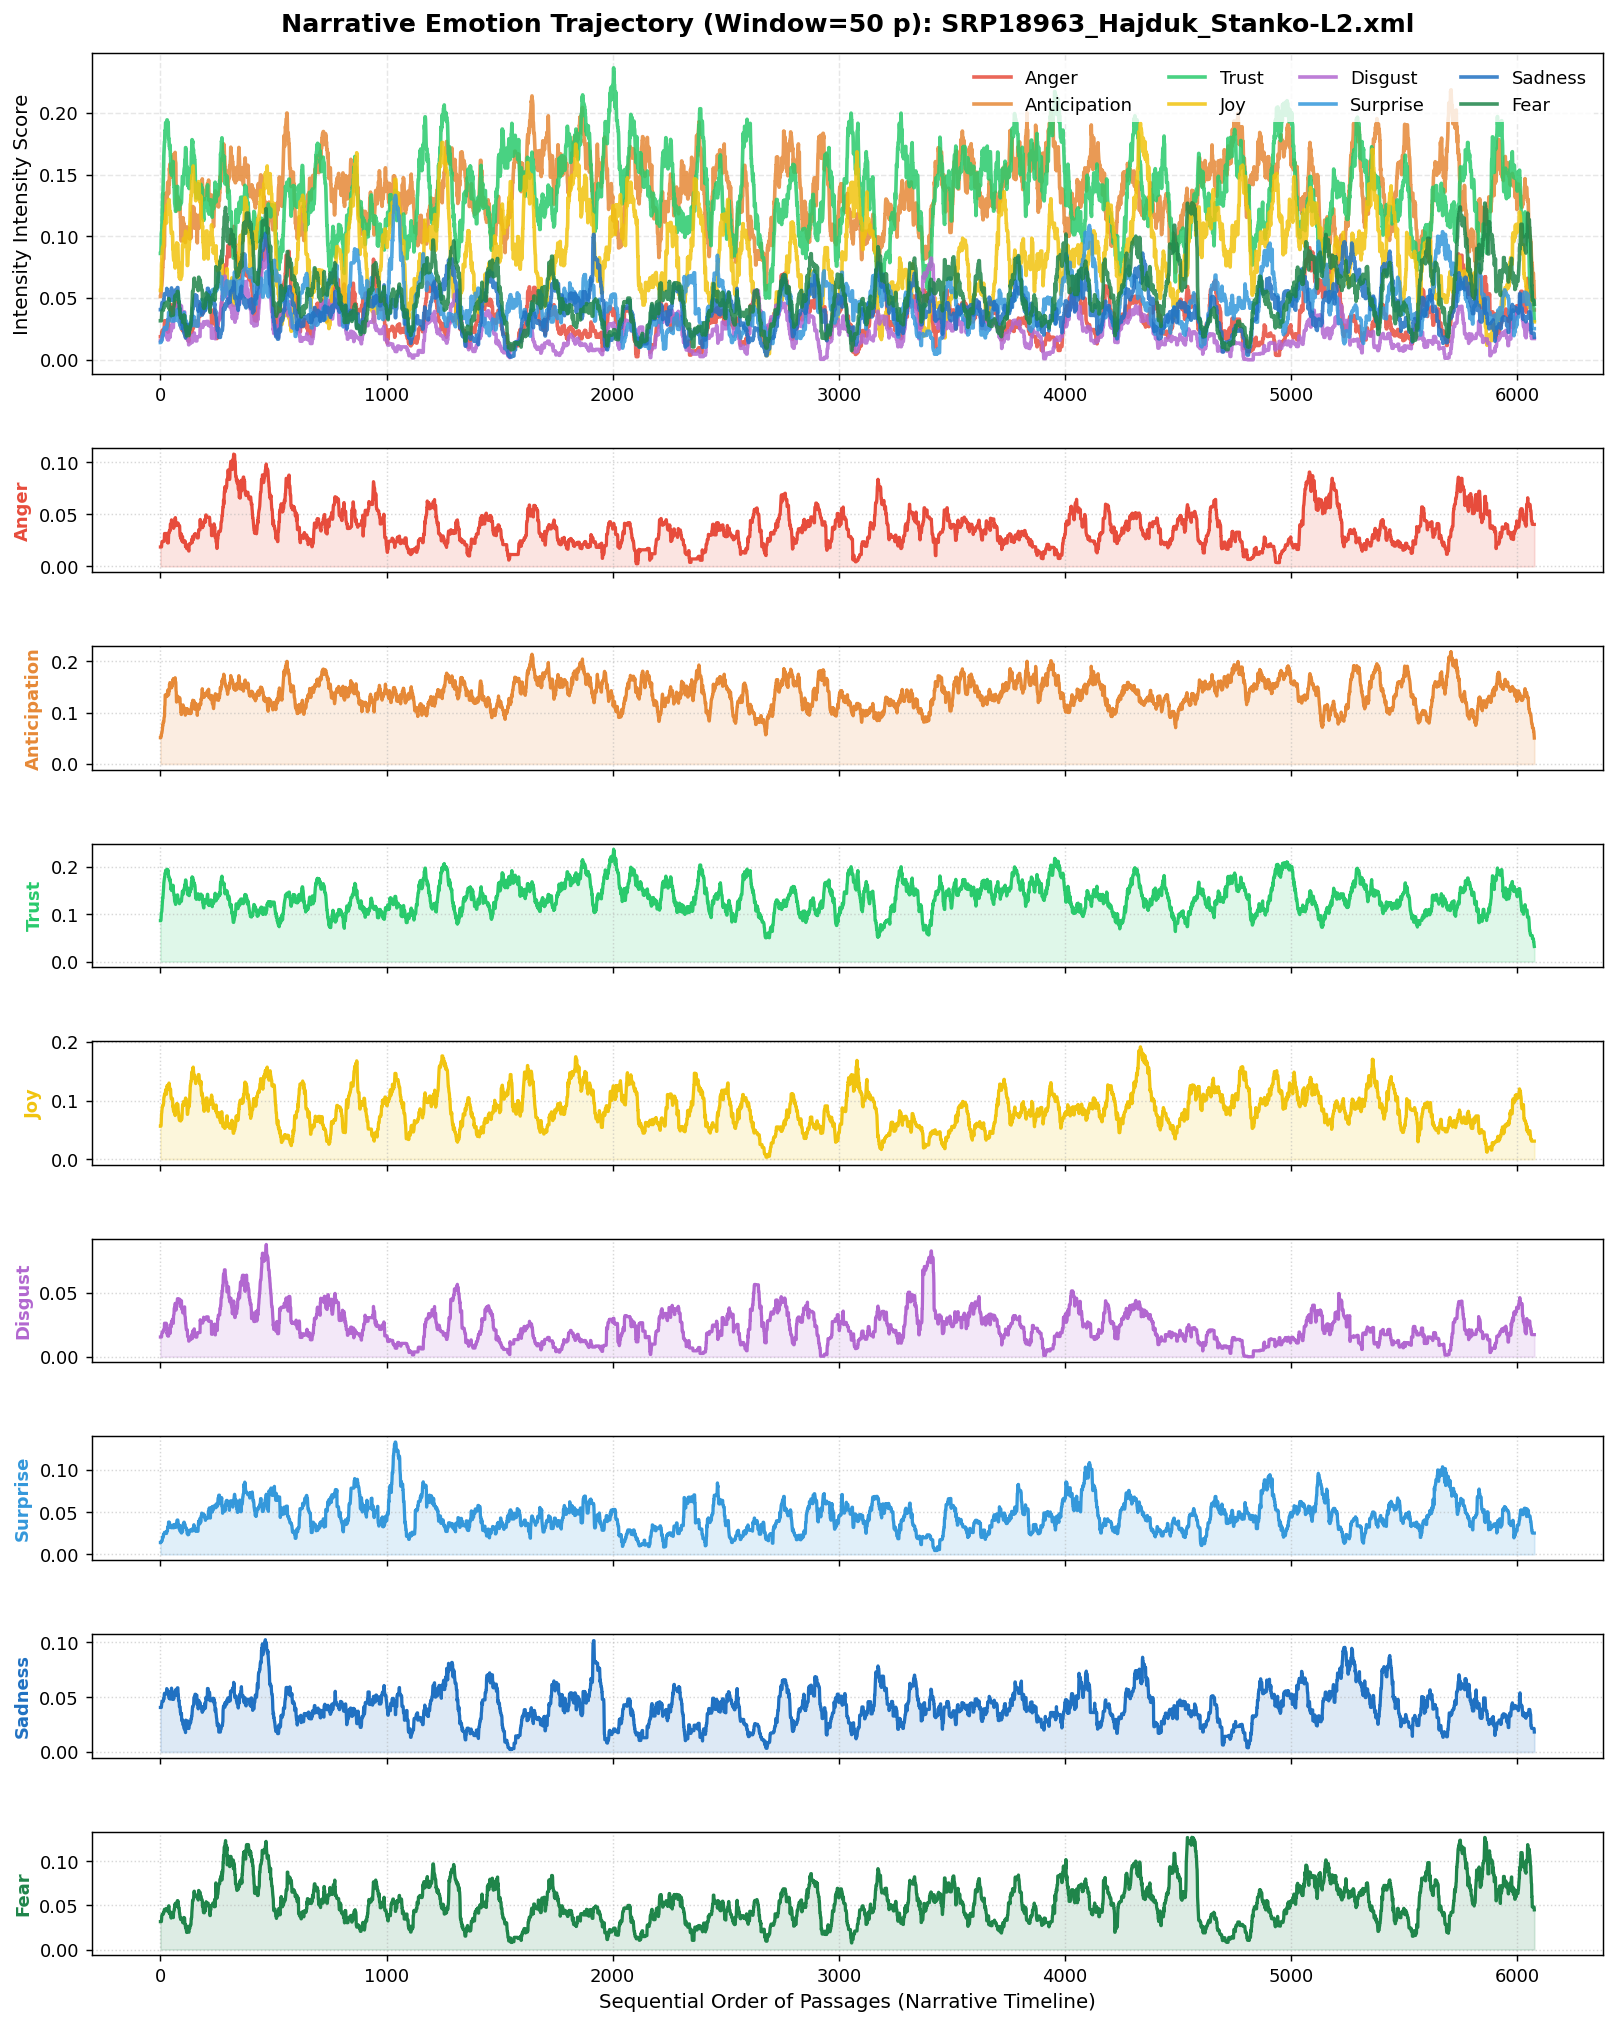 Narrative Emotion Trajectory (Window=50 p): SRP18963_Hajduk_Stanko-L2.xml
Intensity Intensity Score
Anger
Anticipation
Trust
Joy
Disgust
Surprise
Sadness
Fear
0.20
0.15
0.10
0.05
0.00
0 1000 2000 3000 4000 5000 6000
Anger
0.10
0.05
0.00
Anticipation
0.2
0.1
0.0
Trust
0.2
0.1
0.0
Joy
0.2
0.1
0.0
Disgust
0.05
0.00
Surprise
0.10
0.05
0.00
Sadness
0.10
0.05
0.00
Fear
0.10
0.05
0.00
0 1000 2000 3000 4000 5000 6000
Sequential Order of Passages (Narrative Timeline)